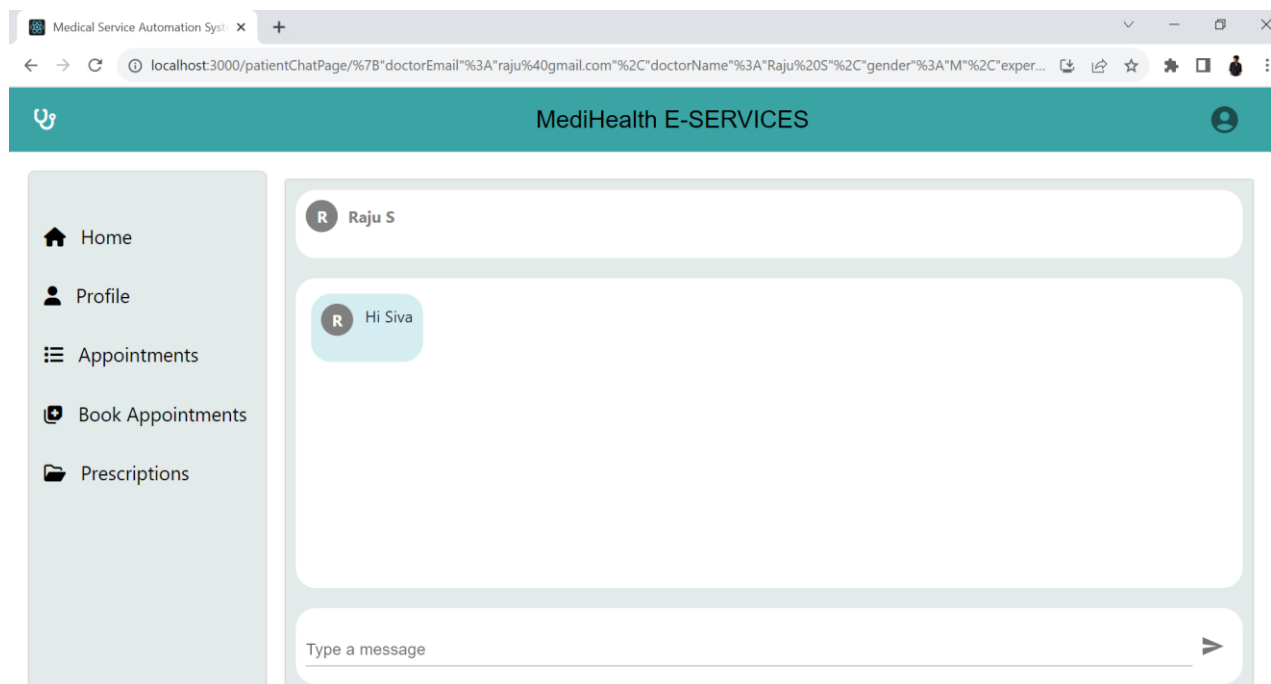 Medical Service Automation Syst
localhost:3000/patientChatPage/%7B"doctorEmail"%3A"raju%40gmail.com"%2C"doctorName"%3A"Raju%20S"%2C"gender"%3A"M"%2C"exper...
MediHealth E-SERVICES
Home
Profile
Appointments
Book Appointments
Prescriptions
R Raju S
R Hi Siva
Type a message